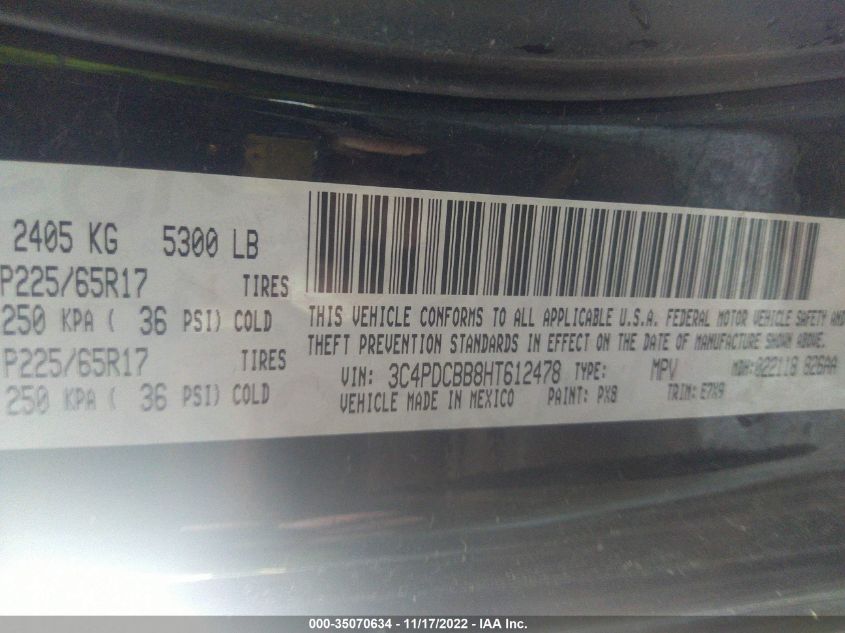 2405 KG 5300 LB
P225/65R17 TIRES
250 KPA ( 36 PSI) COLD
P225/65R17 TIRES
250 KPA ( 36 PSI) COLD
THIS VEHICLE CONFORMS TO ALL APPLICABLE U.S.A. FEDERAL MOTOR VEHICLE SAFETY AND
THEFT PREVENTION STANDARDS IN EFFECT ON THE DATE OF MANUFACTURE SHOWN ABOVE.
VIN: 3C4PDCBB8HT612478 TYPE: MPV MDH: 022118 826AA
VEHICLE MADE IN MEXICO PAINT: PX8 TRIM: E7X9
000-35070634 - 11/17/2022 - IAA Inc.